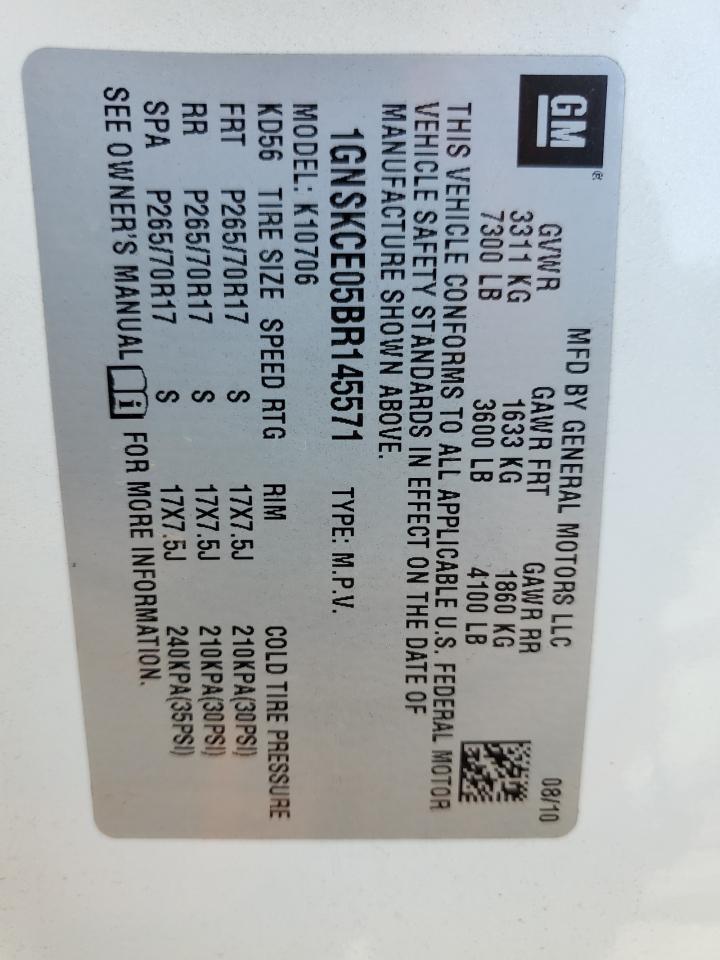 GM ®
MFD BY GENERAL MOTORS LLC 08/10
GVWR GAWR FRT GAWR RR
3311 KG 1633 KG 1860 KG
7300 LB 3600 LB 4100 LB
THIS VEHICLE CONFORMS TO ALL APPLICABLE U.S. FEDERAL MOTOR
VEHICLE SAFETY STANDARDS IN EFFECT ON THE DATE OF
MANUFACTURE SHOWN ABOVE.
1GNSKCE05BR145571 TYPE: M.P.V.
MODEL: K10706
KD56 TIRE SIZE SPEED RTG RIM COLD TIRE PRESSURE
FRT P265/70R17 S 17X7.5J 210KPA(30PSI)
RR P265/70R17 S 17X7.5J 210KPA(30PSI)
SPA P265/70R17 S 17X7.5J 240KPA(35PSI)
SEE OWNER'S MANUAL i FOR MORE INFORMATION.